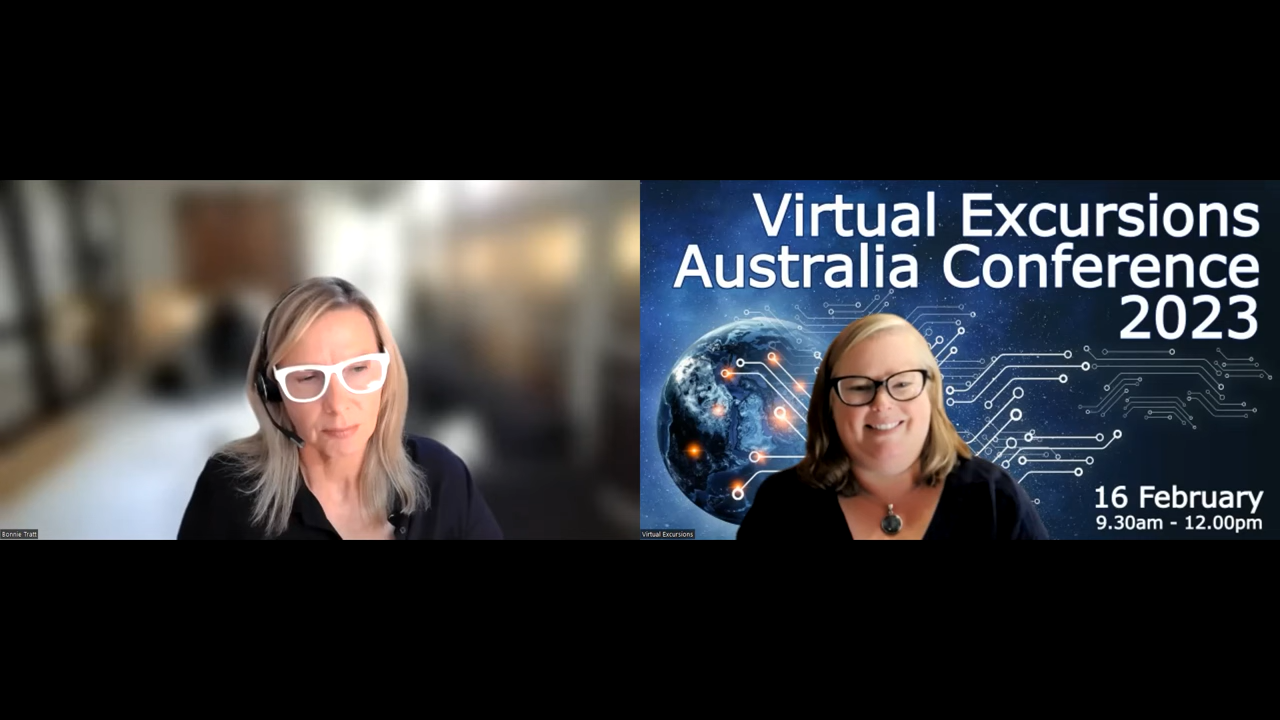 Virtual Excursions
Australia Conference
2023
16 February
9.30am - 12.00pm
Bonnie Tratt
Virtual Excursions